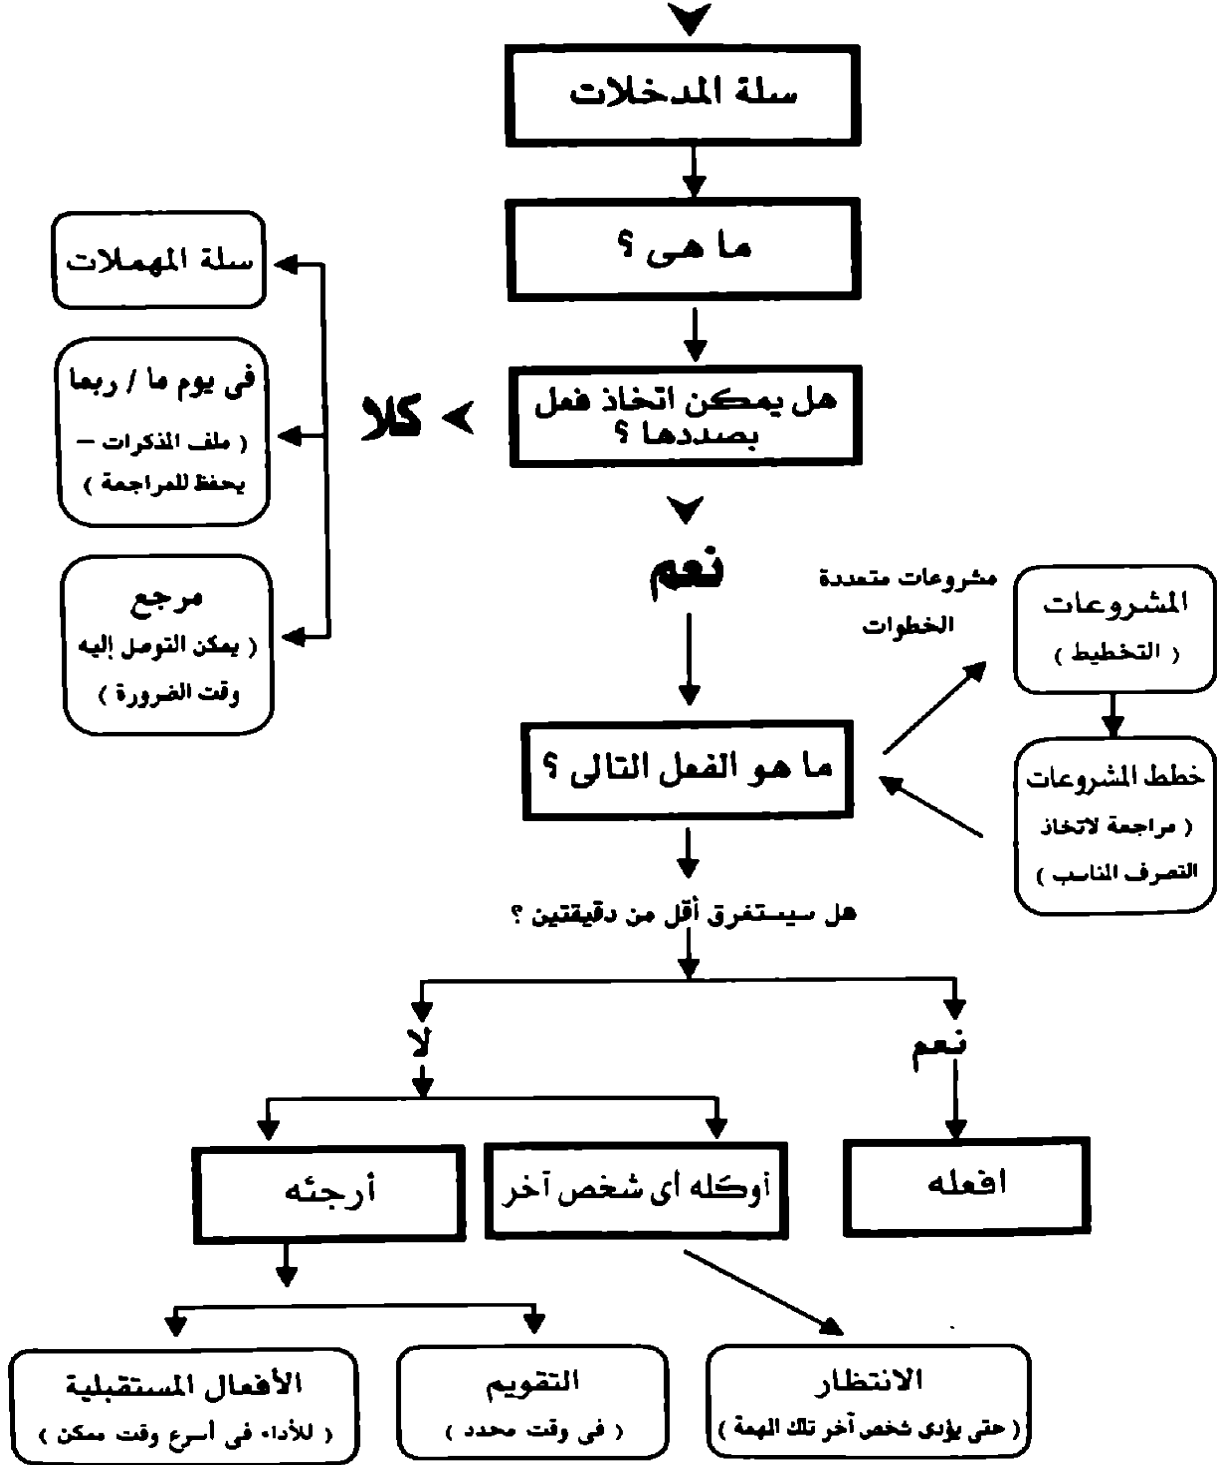 سلة المدخلات
ما هى ؟
هل يمكن اتخاذ فعل
بصددها ؟
كلا
سلة المهملات
فى يوم ما / ربما
( ملف المذكرات –
يحفظ للمراجعة )
مرجع
( يمكن التوصل إليه
وقت الضرورة )
نعم
مشروعات متعددة
الخطوات
المشروعات
( التخطيط )
خطط المشروعات
( مراجعة لاتخاذ
التصرف المناسب )
ما هو الفعل التالى ؟
هل سيستغرق أقل من دقيقتين ؟
نعم
لا
افعله
أوكله أى شخص آخر
أرجئه
الانتظار
( حتى يؤدى شخص آخر تلك المهمة )
التقويم
( فى وقت محدد )
الأفعال المستقبلية
( للأداء فى أسرع وقت ممكن )